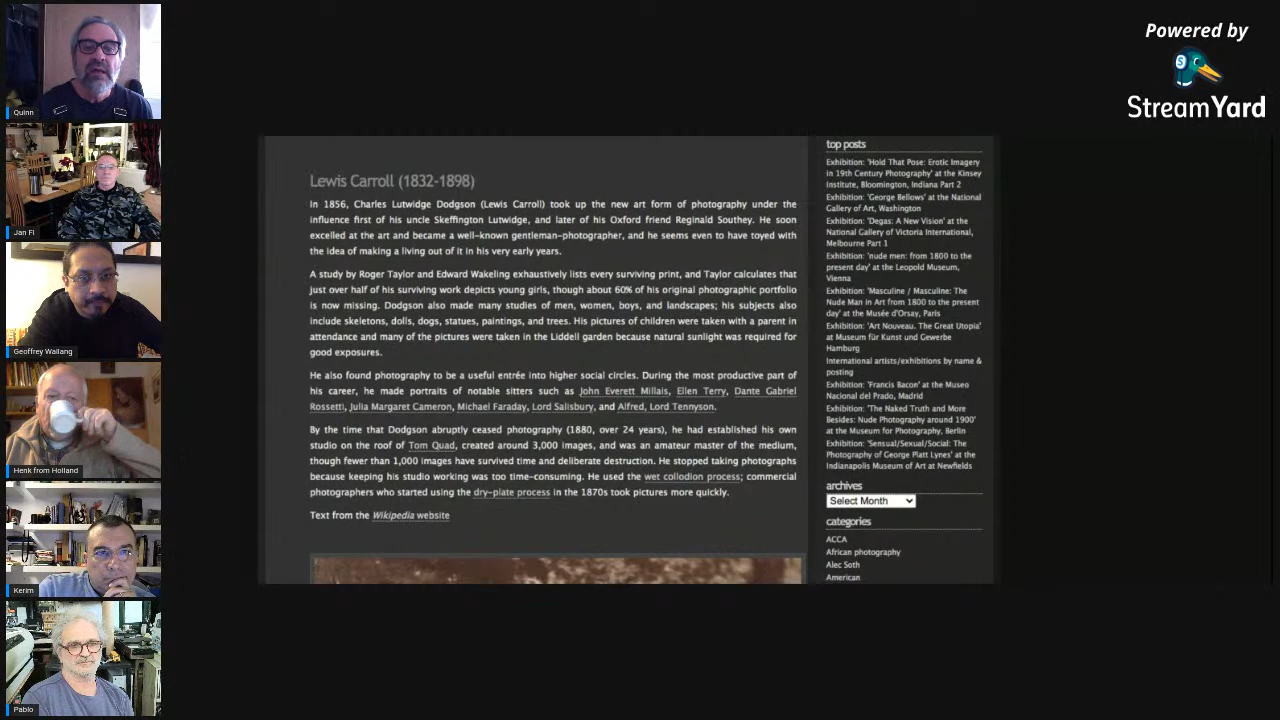 Powered by
StreamYard
Quinn
Jan Fl
Geoffrey Wallang
Henk from Holland
Kerim
Pablo
Lewis Carroll (1832-1898)
In 1856, Charles Lutwidge Dodgson (Lewis Carroll) took up the new art form of photography under the
influence first of his uncle Skeffington Lutwidge, and later of his Oxford friend Reginald Southey. He soon
excelled at the art and became a well-known gentleman-photographer, and he seems even to have toyed with
the idea of making a living out of it in his very early years.
A study by Roger Taylor and Edward Wakeling exhaustively lists every surviving print, and Taylor calculates that
just over half of his surviving work depicts young girls, though about 60% of his original photographic portfolio
is now missing. Dodgson also made many studies of men, women, boys, and landscapes; his subjects also
include skeletons, dolls, dogs, statues, paintings, and trees. His pictures of children were taken with a parent in
attendance and many of the pictures were taken in the Liddell garden because natural sunlight was required for
good exposures.
He also found photography to be a useful entrée into higher social circles. During the most productive part of
his career, he made portraits of notable sitters such as John Everett Millais, Ellen Terry, Dante Gabriel
Rossetti, Julia Margaret Cameron, Michael Faraday, Lord Salisbury, and Alfred, Lord Tennyson.
By the time that Dodgson abruptly ceased photography (1880, over 24 years), he had established his own
studio on the roof of Tom Quad, created around 3,000 images, and was an amateur master of the medium,
though fewer than 1,000 images have survived time and deliberate destruction. He stopped taking photographs
because keeping his studio working was too time-consuming. He used the wet collodion process; commercial
photographers who started using the dry-plate process in the 1870s took pictures more quickly.
Text from the Wikipedia website
top posts
Exhibition: 'Hold That Pose: Erotic Imagery
in 19th Century Photography' at the Kinsey
Institute, Bloomington, Indiana Part 2
Exhibition: 'George Bellows' at the National
Gallery of Art, Washington
Exhibition: 'Degas: A New Vision' at the
National Gallery of Victoria International,
Melbourne Part 1
Exhibition: 'nude men: from 1800 to the
present day' at the Leopold Museum,
Vienna
Exhibition: 'Masculine / Masculine: The
Nude Man in Art from 1800 to the present
day' at the Musée d'Orsay, Paris
Exhibition: 'Art Nouveau. The Great Utopia'
at Museum für Kunst und Gewerbe
Hamburg
International artists/exhibitions by name &
posting
Exhibition: 'Francis Bacon' at the Museo
Nacional del Prado, Madrid
Exhibition: 'The Naked Truth and More
Besides: Nude Photography around 1900'
at the Museum for Photography, Berlin
Exhibition: 'Sensual/Sexual/Social: The
Photography of George Platt Lynes' at the
Indianapolis Museum of Art at Newfields
archives
Select Month
categories
ACCA
African photography
Alec Soth
American